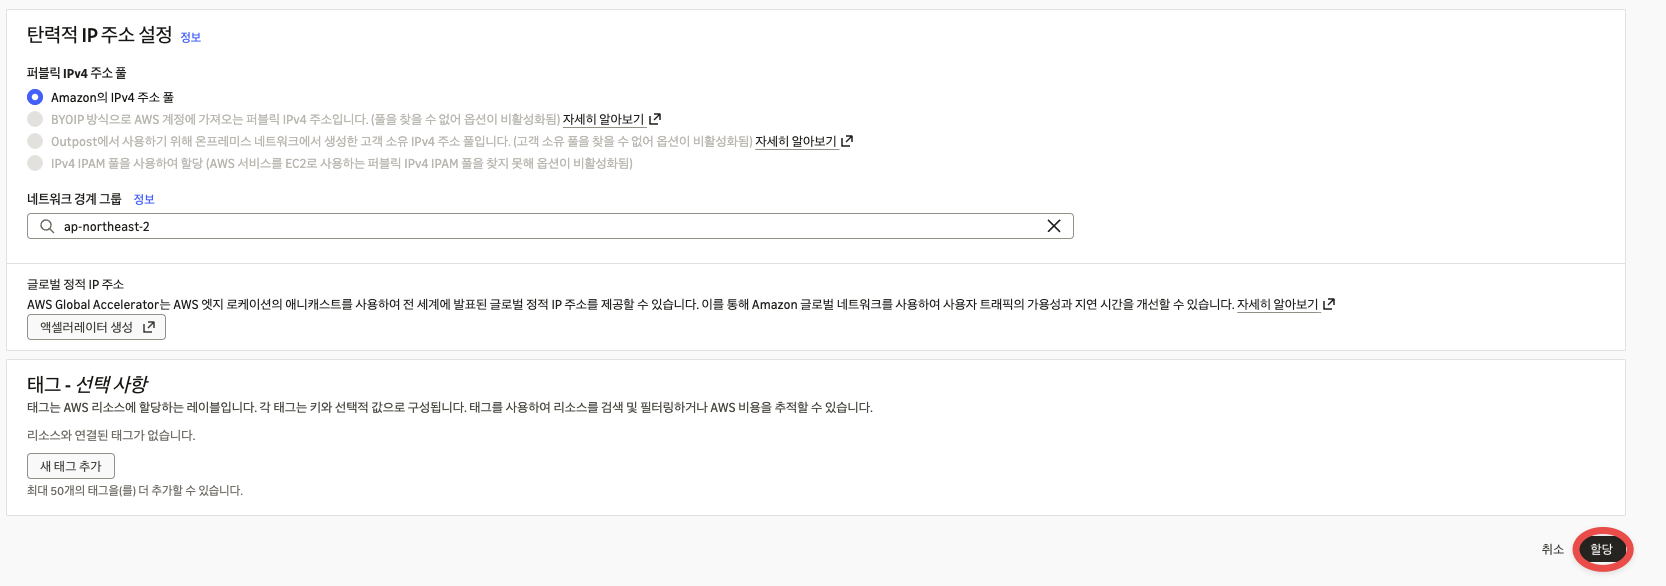 탄력적 IP 주소 설정 정보
퍼블릭 IPv4 주소 풀
Amazon의 IPv4 주소 풀
BYOIP 방식으로 AWS 계정에 가져오는 퍼블릭 IPv4 주소입니다. (풀을 찾을 수 없어 옵션이 비활성화됨) 자세히 알아보기
Outpost에서 사용하기 위해 온프레미스 네트워크에서 생성한 고객 소유 IPv4 주소 풀입니다. (고객 소유 풀을 찾을 수 없어 옵션이 비활성화됨) 자세히 알아보기
IPv4 IPAM 풀을 사용하여 할당 (AWS 서비스를 EC2로 사용하는 퍼블릭 IPv4 IPAM 풀을 찾지 못해 옵션이 비활성화됨)
네트워크 경계 그룹 정보
ap-northeast-2
글로벌 정적 IP 주소
AWS Global Accelerator는 AWS 엣지 로케이션의 애니캐스트를 사용하여 전 세계에 발표된 글로벌 정적 IP 주소를 제공할 수 있습니다. 이를 통해 Amazon 글로벌 네트워크를 사용하여 사용자 트래픽의 가용성과 지연 시간을 개선할 수 있습니다. 자세히 알아보기
액셀러레이터 생성
태그 - 선택 사항
태그는 AWS 리소스에 할당하는 레이블입니다. 각 태그는 키와 선택적 값으로 구성됩니다. 태그를 사용하여 리소스를 검색 및 필터링하거나 AWS 비용을 추적할 수 있습니다.
리소스와 연결된 태그가 없습니다.
새 태그 추가
최대 50개의 태그을(를) 더 추가할 수 있습니다.
취소 할당